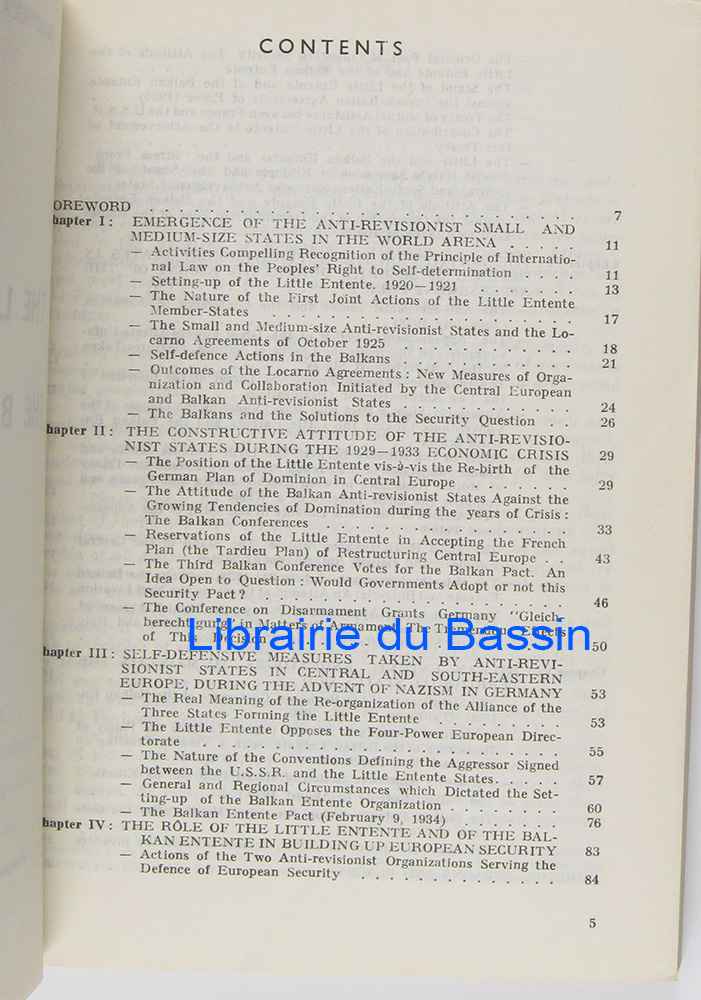 CONTENTS
OREWORD . . . . . . . . . . . . . . . . . . . . . . . . 7
hapter I : EMERGENCE OF THE ANTI-REVISIONIST SMALL AND
MEDIUM-SIZE STATES IN THE WORLD ARENA . . . . . 11
— Activities Compelling Recognition of the Principle of Internatio-
nal Law on the Peoples' Right to Self-determination . . . . 11
— Setting-up of the Little Entente. 1920—1921 . . . . . . . 13
— The Nature of the First Joint Actions of the Little Entente
Member-States . . . . . . . . . . . . . . . . . 17
— The Small and Medium-size Anti-revisionist States and the Lo-
carno Agreements of October 1925 . . . . . . . . . . 18
— Self-defence Actions in the Balkans . . . . . . . . . . 21
— Outcomes of the Locarno Agreements : New Measures of Orga-
nization and Collaboration Initiated by the Central European
and Balkan Anti-revisionist States . . . . . . . . . . 24
— The Balkans and the Solutions to the Security Question . . 26
hapter II : THE CONSTRUCTIVE ATTITUDE OF THE ANTI-REVISIO-
NIST STATES DURING THE 1929—1933 ECONOMIC CRISIS 29
— The Position of the Little Entente vis-à-vis the Re-birth of the
German Plan of Dominion in Central Europe . . . . . . . 29
— The Attitude of the Balkan Anti-revisionist States Against the
Growing Tendencies of Domination during the years of Crisis :
The Balkan Conferences . . . . . . . . . . . . . . 33
— Reservations of the Little Entente in Accepting the French
Plan (the Tardieu Plan) of Restructuring Central Europe . . 43
— The Third Balkan Conference Votes for the Balkan Pact. An
Idea Open to Question : Would Governments Adopt or not this
Security Pact ? . . . . . . . . . . . . . . . . . 46
— The Conference on Disarmament Grants Germany "Gleich-
berechtigung" in Matters of Armament. The Tremendous Effects
of This Decision . . . . . . . . . . . . . . . . . 50
Librairie du Bassin
hapter III : SELF-DEFENSIVE MEASURES TAKEN BY ANTI-REVI-
SIONIST STATES IN CENTRAL AND SOUTH-EASTERN
EUROPE, DURING THE ADVENT OF NAZISM IN GERMANY 53
— The Real Meaning of the Re-organization of the Alliance of the
Three States Forming the Little Entente . . . . . . . . . 53
— The Little Entente Opposes the Four-Power European Direc-
torate . . . . . . . . . . . . . . . . . . . . . 55
— The Nature of the Conventions Defining the Aggressor Signed
between the U.S.S.R. and the Little Entente States. . . . . 57
— General and Regional Circumstances which Dictated the Set-
ting-up of the Balkan Entente Organization . . . . . . . 60
— The Balkan Entente Pact (February 9, 1934) . . . . . . 76
hapter IV : THE RÔLE OF THE LITTLE ENTENTE AND OF THE BAL-
KAN ENTENTE IN BUILDING UP EUROPEAN SECURITY 83
— Actions of the Two Anti-revisionist Organizations Serving the
Defence of European Security . . . . . . . . . . . . . 84
5